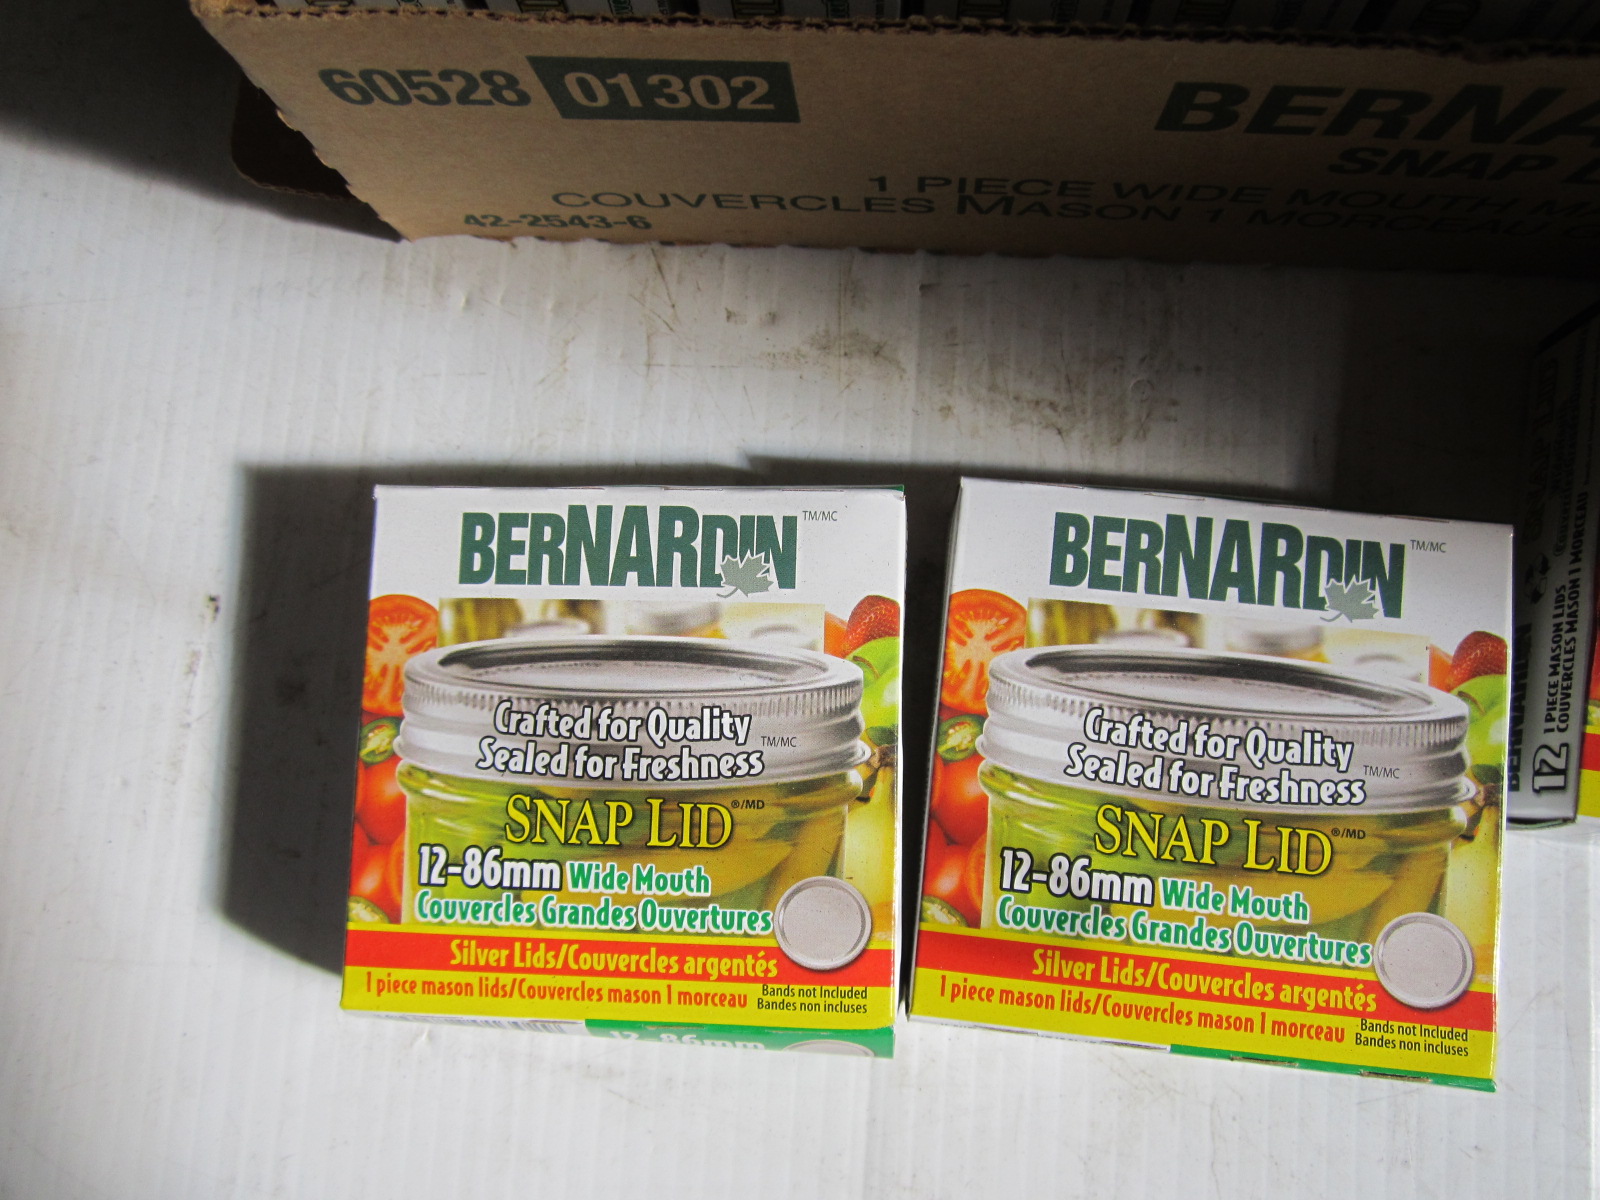 60528 01302
BERNA
SNAP
1 PIECE WIDE MOUTH MA
COUVERCLES MASON 1 MORCEAU G
42-2543-6
BERNARDIN TM/MC
Crafted for Quality
Sealed for Freshness TM/MC
SNAP LID ®/MD
12-86mm Wide Mouth
Couvercles Grandes Ouvertures
Silver Lids/Couvercles argentés
1 piece mason lids/Couvercles mason 1 morceau
Bands not Included
Bandes non incluses
12-86mm
BERNARDIN TM/MC
Crafted for Quality
Sealed for Freshness TM/MC
SNAP LID ®/MD
12-86mm Wide Mouth
Couvercles Grandes Ouvertures
Silver Lids/Couvercles argentés
1 piece mason lids/Couvercles mason 1 morceau
Bands not Included
Bandes non incluses
BERNARDIN
12 1 PIECE MASON LIDS
COUVERCLES MASON 1 MORCEAU